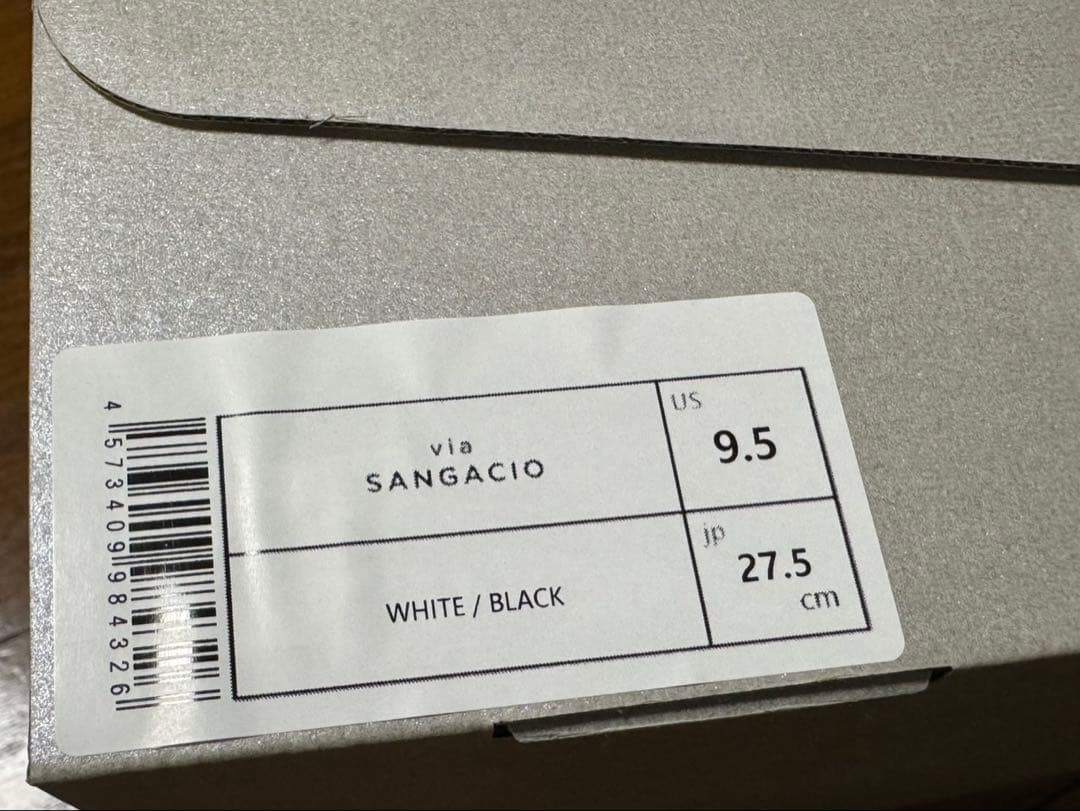 via
SANGACIO
US
9.5
WHITE / BLACK
jp
27.5
cm
4 573409 984326